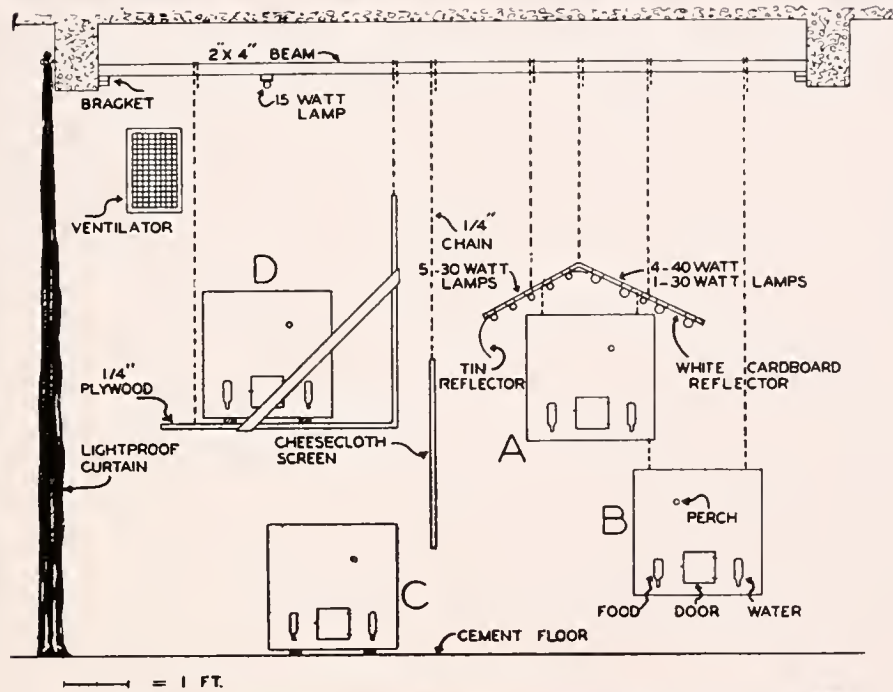 2"X 4" BEAM
BRACKET
15 WATT
LAMP
VENTILATOR
1/4"
CHAIN
D
5-30 WATT
LAMPS
4-40 WATT
1-30 WATT LAMPS
1/4"
PLYWOOD
TIN
REFLECTOR
WHITE CARDBOARD
REFLECTOR
LIGHTPROOF
CURTAIN
CHEESECLOTH
SCREEN
A
B
PERCH
C
FOOD
DOOR
WATER
CEMENT FLOOR
= 1 FT.